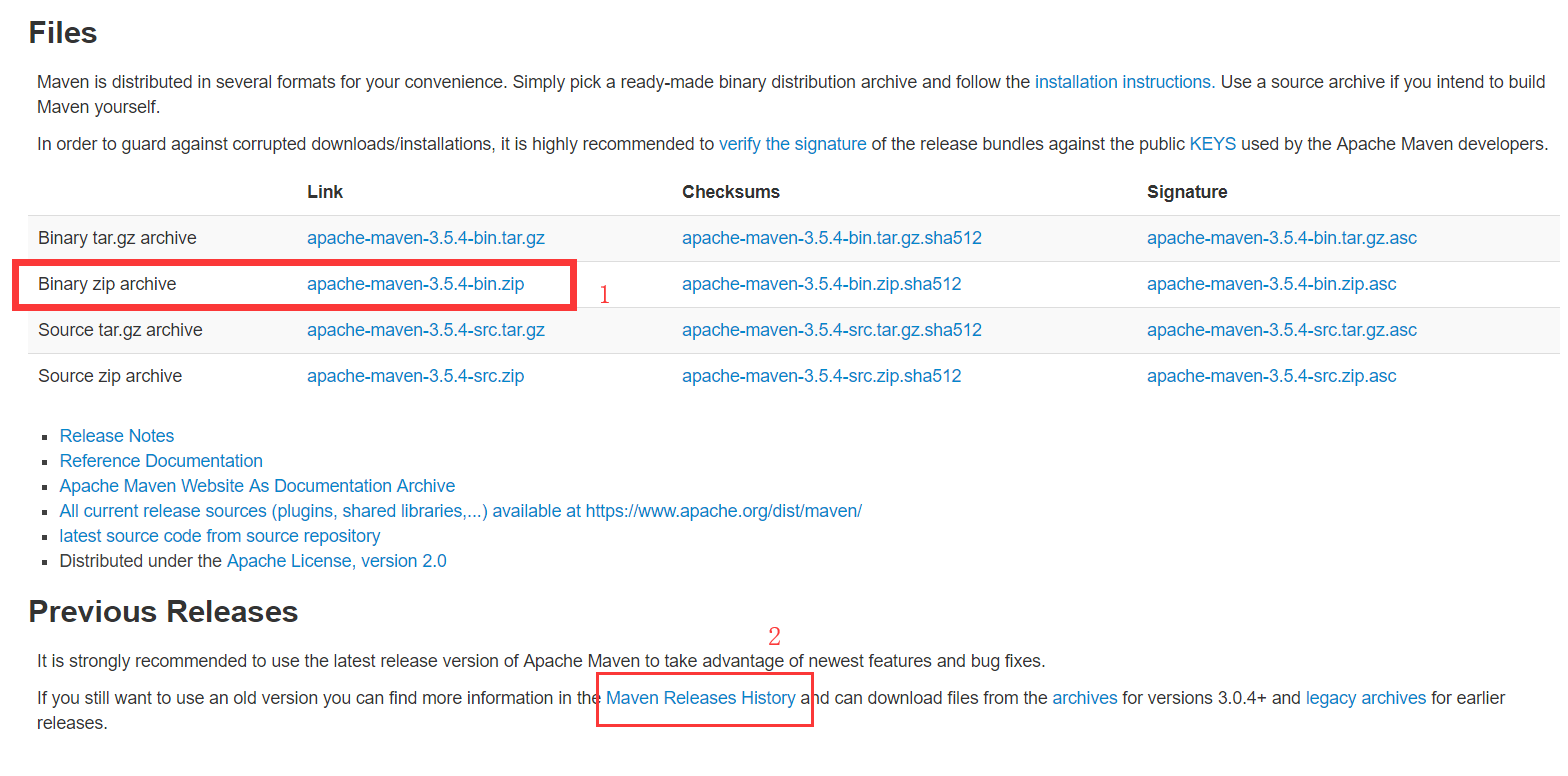 Files
Maven is distributed in several formats for your convenience. Simply pick a ready-made binary distribution archive and follow the installation instructions. Use a source archive if you intend to build
Maven yourself.
In order to guard against corrupted downloads/installations, it is highly recommended to verify the signature of the release bundles against the public KEYS used by the Apache Maven developers.
Link Checksums Signature
Binary tar.gz archive apache-maven-3.5.4-bin.tar.gz apache-maven-3.5.4-bin.tar.gz.sha512 apache-maven-3.5.4-bin.tar.gz.asc
Binary zip archive apache-maven-3.5.4-bin.zip 1 apache-maven-3.5.4-bin.zip.sha512 apache-maven-3.5.4-bin.zip.asc
Source tar.gz archive apache-maven-3.5.4-src.tar.gz apache-maven-3.5.4-src.tar.gz.sha512 apache-maven-3.5.4-src.tar.gz.asc
Source zip archive apache-maven-3.5.4-src.zip apache-maven-3.5.4-src.zip.sha512 apache-maven-3.5.4-src.zip.asc
Release Notes
Reference Documentation
Apache Maven Website As Documentation Archive
All current release sources (plugins, shared libraries,...) available at https://www.apache.org/dist/maven/
latest source code from source repository
Distributed under the Apache License, version 2.0
Previous Releases
2
It is strongly recommended to use the latest release version of Apache Maven to take advantage of newest features and bug fixes.
If you still want to use an old version you can find more information in the Maven Releases History and can download files from the archives for versions 3.0.4+ and legacy archives for earlier
releases.